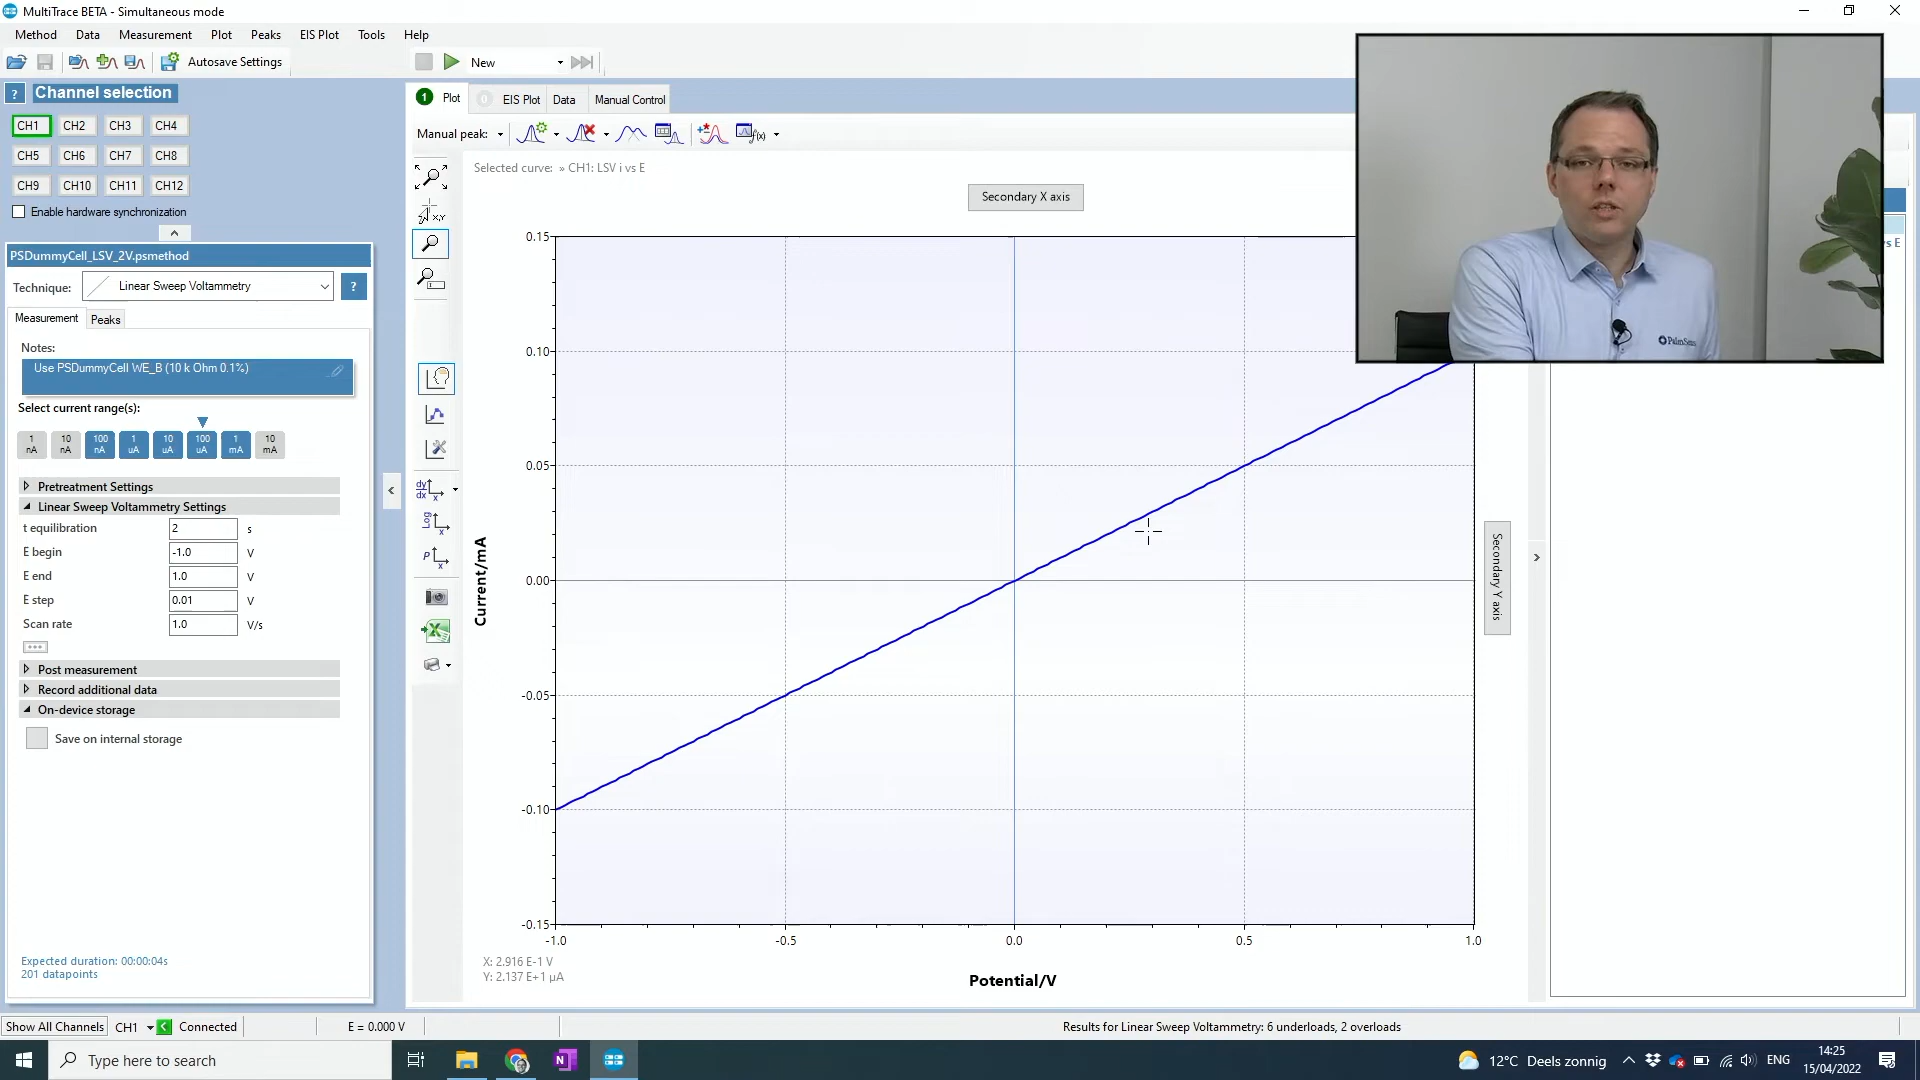 MultiTrace BETA - Simultaneous mode
Method Data Measurement Plot Peaks EIS Plot Tools Help
Autosave Settings New
? Channel selection
CH1 CH2 CH3 CH4
CH5 CH6 CH7 CH8
CH9 CH10 CH11 CH12
Enable hardware synchronization
PSDummyCell_LSV_2V.psmethod
Technique: Linear Sweep Voltammetry ?
Measurement Peaks
Notes:
Use PSDummyCell WE_B (10 k Ohm 0.1%)
Select current range(s):
1 nA 10 nA 100 nA 1 uA 10 uA 100 uA 1 mA 10 mA
Pretreatment Settings
Linear Sweep Voltammetry Settings
t equilibration 2 s
E begin -1.0 V
E end 1.0 V
E step 0.01 V
Scan rate 1.0 V/s
Post measurement
Record additional data
On-device storage
Save on internal storage
Expected duration: 00:00:04s
201 datapoints
1 Plot 0 EIS Plot Data Manual Control
Manual peak: f(x)
Selected curve: » CH1: LSV i vs E
Secondary X axis
X,Y
dy/dx x
Log x
P x
0.15
0.10
0.05
0.00
-0.05
-0.10
-0.15
Current/mA
-1.0 -0.5 0.0 0.5 1.0
Potential/V
X: 2.916 E-1 V
Y: 2.137 E+1 µA
Secondary Y axis
PalmSens
vs E
Show All Channels CH1 Connected E = 0.000 V Results for Linear Sweep Voltammetry: 6 underloads, 2 overloads
Type here to search
12°C Deels zonnig ENG 14:25
15/04/2022